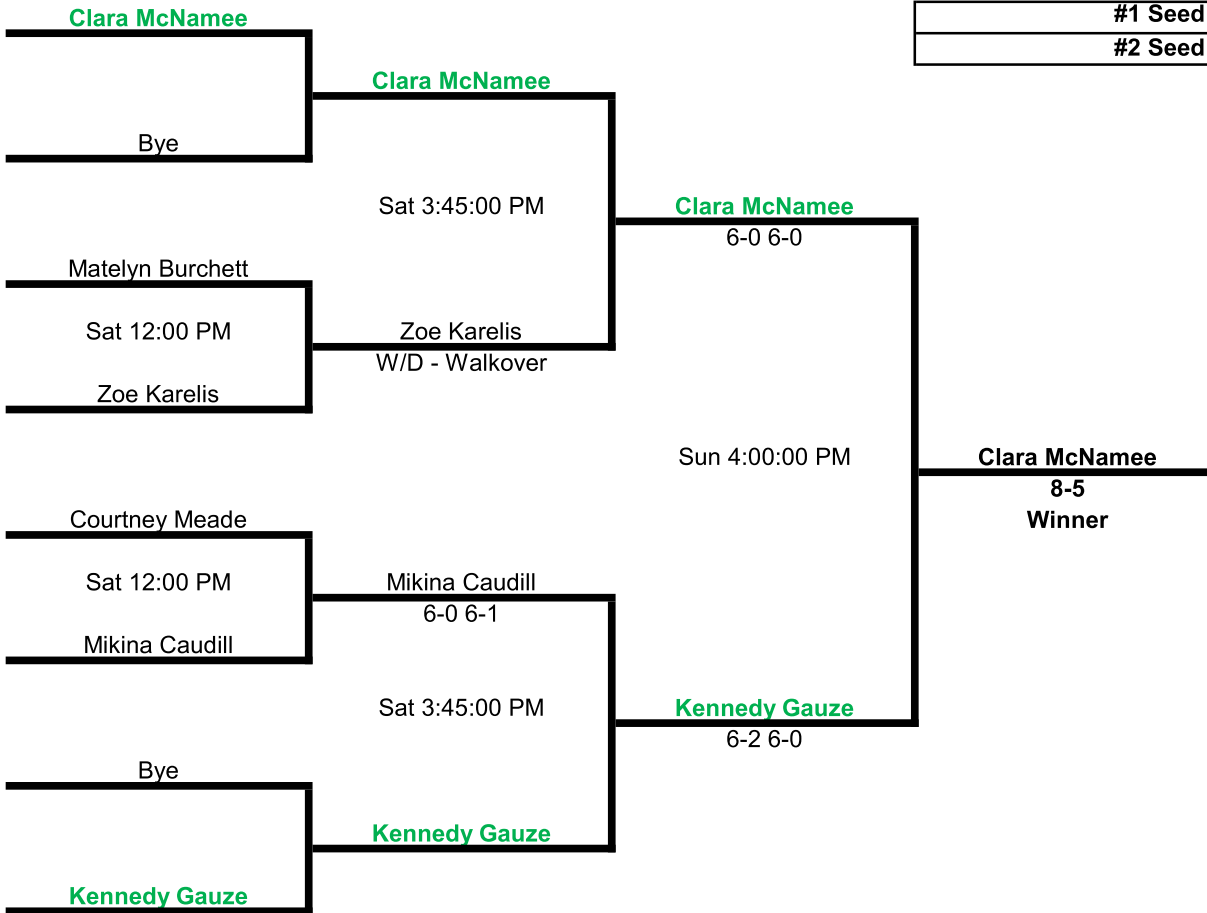 Clara McNamee
#1 Seed
#2 Seed
Clara McNamee
Bye
Sat 3:45:00 PM
Clara McNamee
6-0 6-0
Matelyn Burchett
Sat 12:00 PM
Zoe Karelis
W/D - Walkover
Zoe Karelis
Sun 4:00:00 PM
Clara McNamee
8-5
Winner
Courtney Meade
Sat 12:00 PM
Mikina Caudill
6-0 6-1
Mikina Caudill
Sat 3:45:00 PM
Kennedy Gauze
6-2 6-0
Bye
Kennedy Gauze
Kennedy Gauze